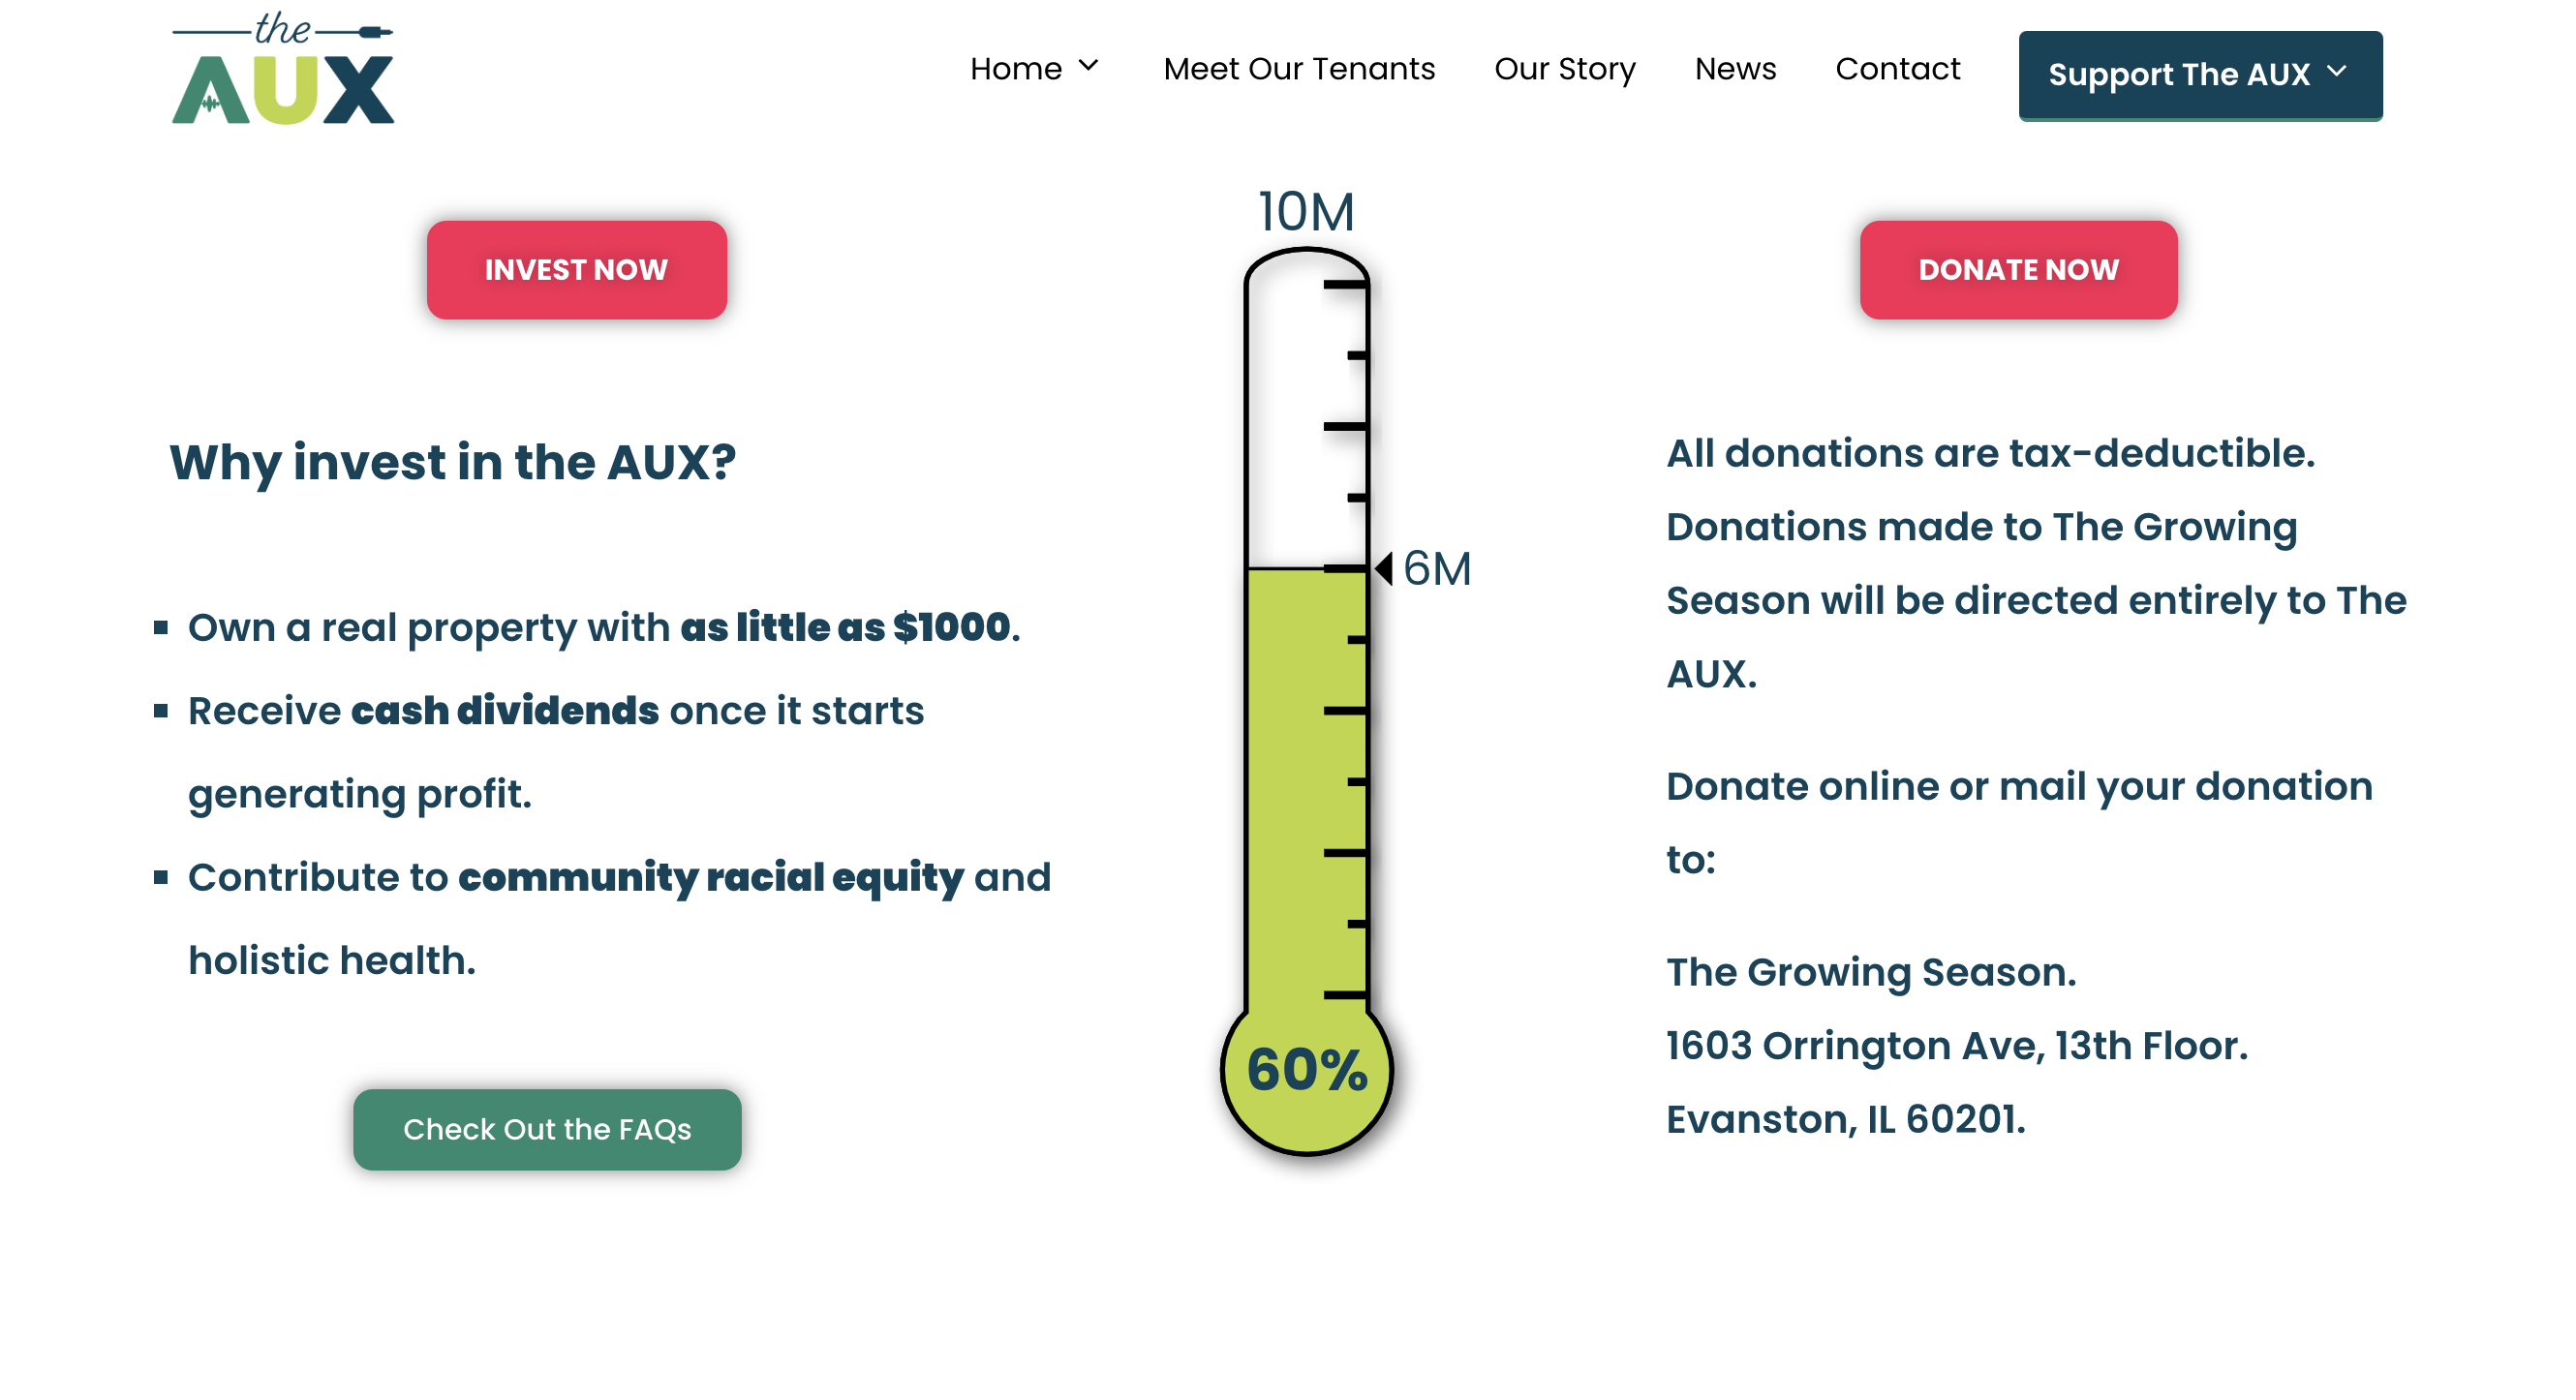 the
AUX
Home
Meet Our Tenants
Our Story
News
Contact
Support The AUX
INVEST NOW
Why invest in the AUX?
Own a real property with as little as $1000.
Receive cash dividends once it starts
generating profit.
Contribute to community racial equity and
holistic health.
Check Out the FAQs
10M
6M
60%
DONATE NOW
All donations are tax-deductible.
Donations made to The Growing
Season will be directed entirely to The
AUX.
Donate online or mail your donation
to:
The Growing Season.
1603 Orrington Ave, 13th Floor.
Evanston, IL 60201.